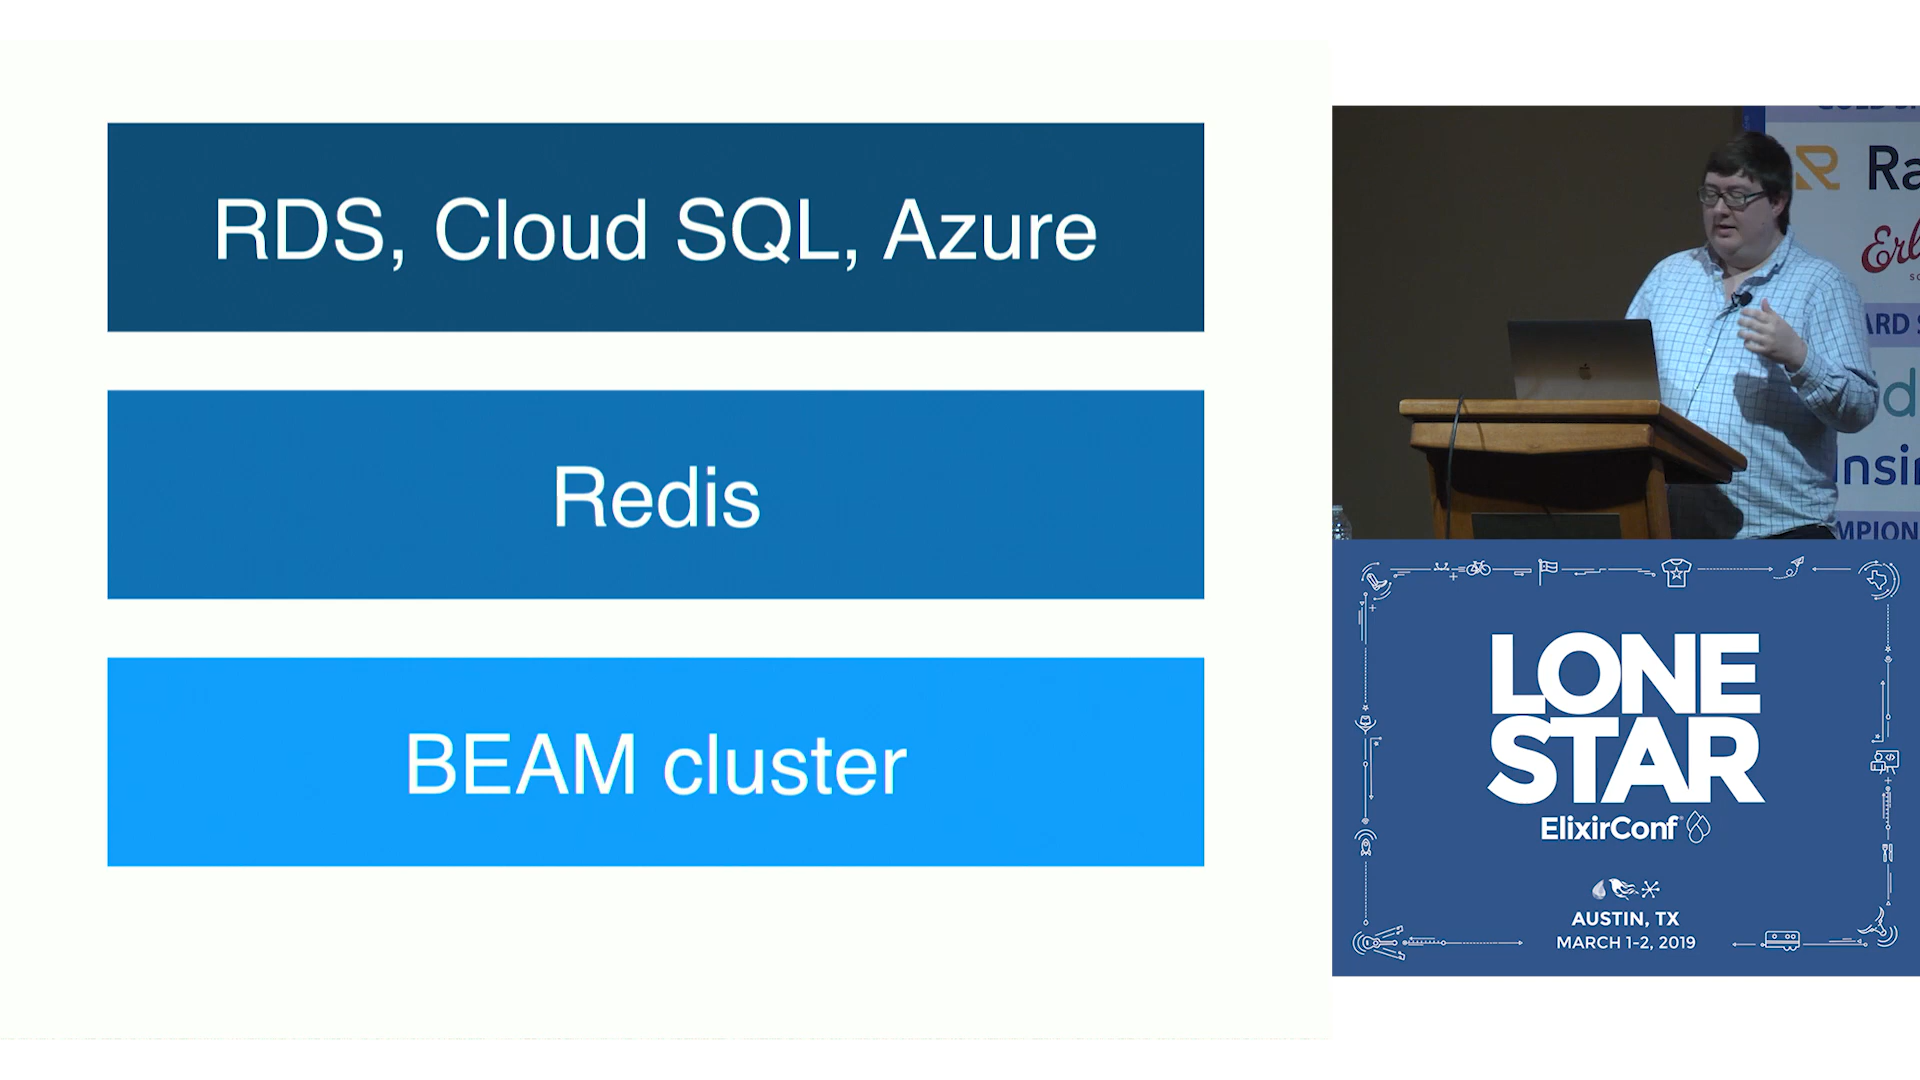 RDS, Cloud SQL, Azure
Redis
BEAM cluster
LONE
STAR
ElixirConf
AUSTIN, TX
MARCH 1-2, 2019